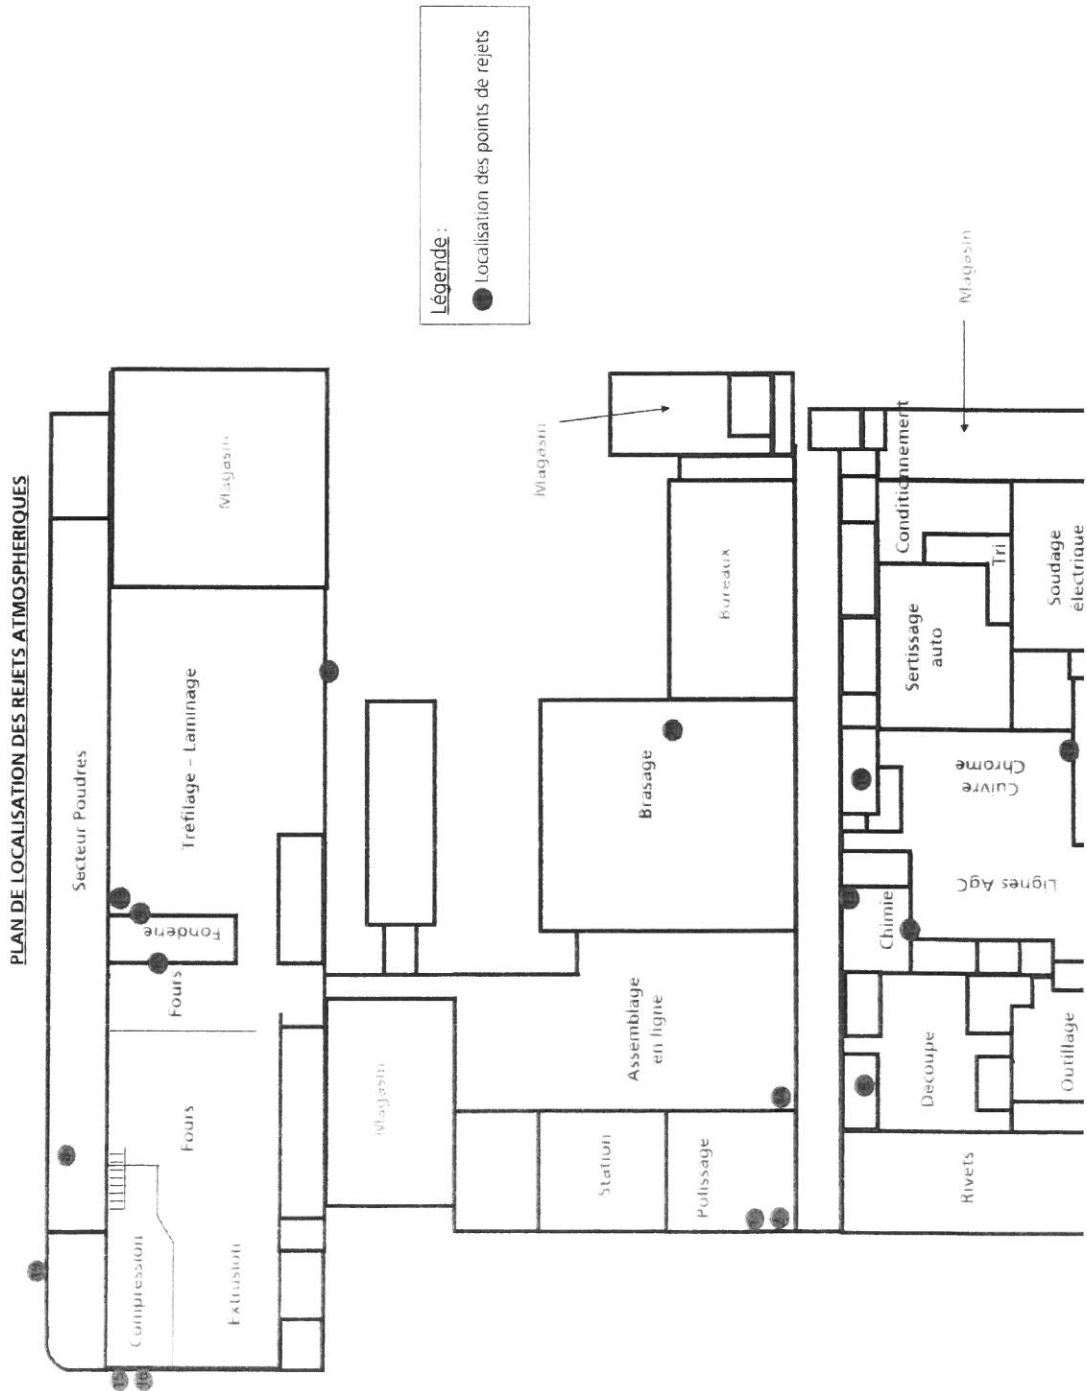 PLAN DE LOCALISATION DES REJETS ATMOSPHERIQUES
Légende :
Localisation des points de rejets
Secteur Poudres
Magasin
Tréfilage – Laminage
Fonderie
Fours
Fours
Compression
Extrusion
Magasin
Magasin
Bureaux
Brasage
Assemblage
en ligne
Station
Polissage
Magasin
Conditionnement
Tri
Soudage
électrique
Sertissage
auto
Cuivre
Chrome
Lignes AgC
Chimie
Découpe
Outillage
Rivets